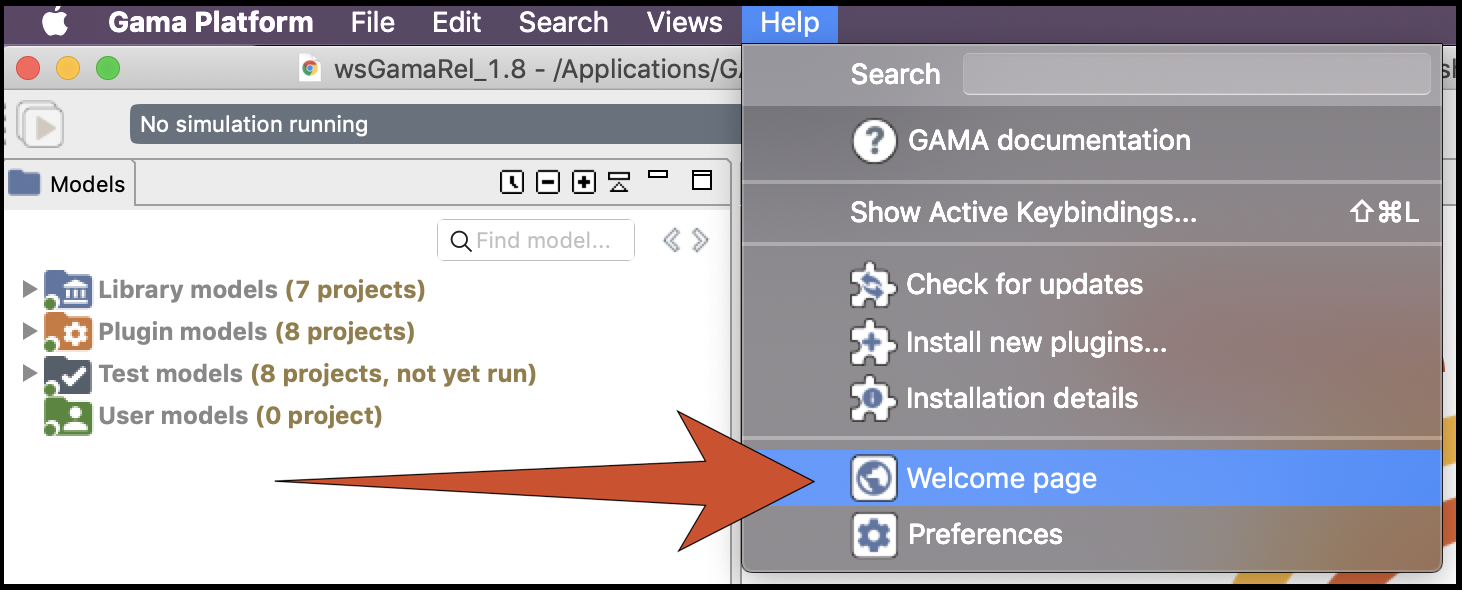 Gama Platform File Edit Search Views Help
wsGamaRel_1.8 - /Applications/GA
Search
No simulation running
GAMA documentation
Models
Show Active Keybindings... ⇧⌘L
Find model...
Library models (7 projects)
Check for updates
Plugin models (8 projects)
Install new plugins...
Test models (8 projects, not yet run)
Installation details
User models (0 project)
Welcome page
Preferences